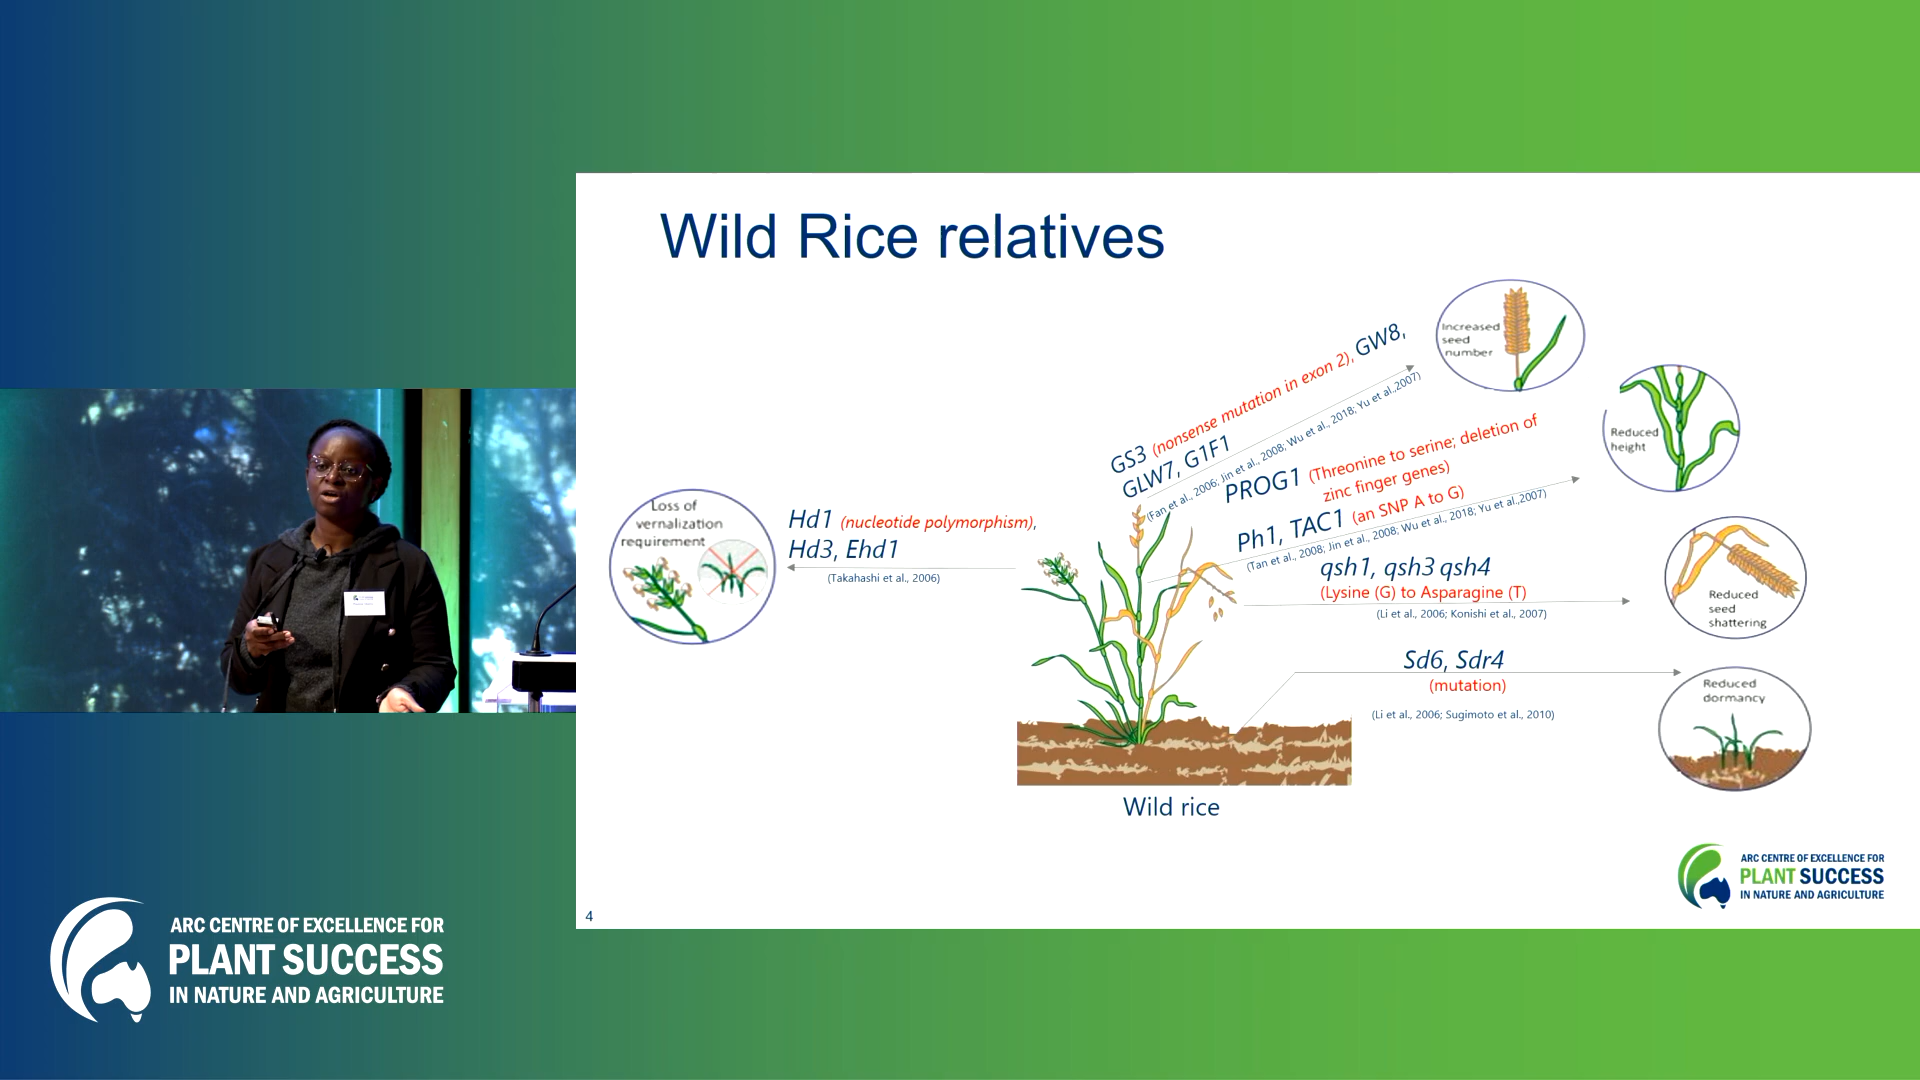 Wild Rice relatives
Increased
seed
number
GS3 (nonsense mutation in exon 2), GW8,
GLW7, G1F1
(Fan et al., 2006; Jin et al., 2008; Wu et al., 2018; Yu et al.,2007)
Reduced
height
PROG1 (Threonine to serine; deletion of
zinc finger genes)
Ph1, TAC1 (an SNP A to G)
(Tan et al., 2008; Jin et al., 2008; Wu et al., 2018; Yu et al.,2007)
Loss of
vernalization
requirement
Hd1 (nucleotide polymorphism),
Hd3, Ehd1
(Takahashi et al., 2006)
qsh1, qsh3 qsh4
(Lysine (G) to Asparagine (T)
(Li et al., 2006; Konishi et al., 2007)
Reduced
seed
shattering
Sd6, Sdr4
(mutation)
(Li et al., 2006; Sugimoto et al., 2010)
Reduced
dormancy
Wild rice
ARC CENTRE OF EXCELLENCE FOR
PLANT SUCCESS
IN NATURE AND AGRICULTURE
4
ARC CENTRE OF EXCELLENCE FOR
PLANT SUCCESS
IN NATURE AND AGRICULTURE